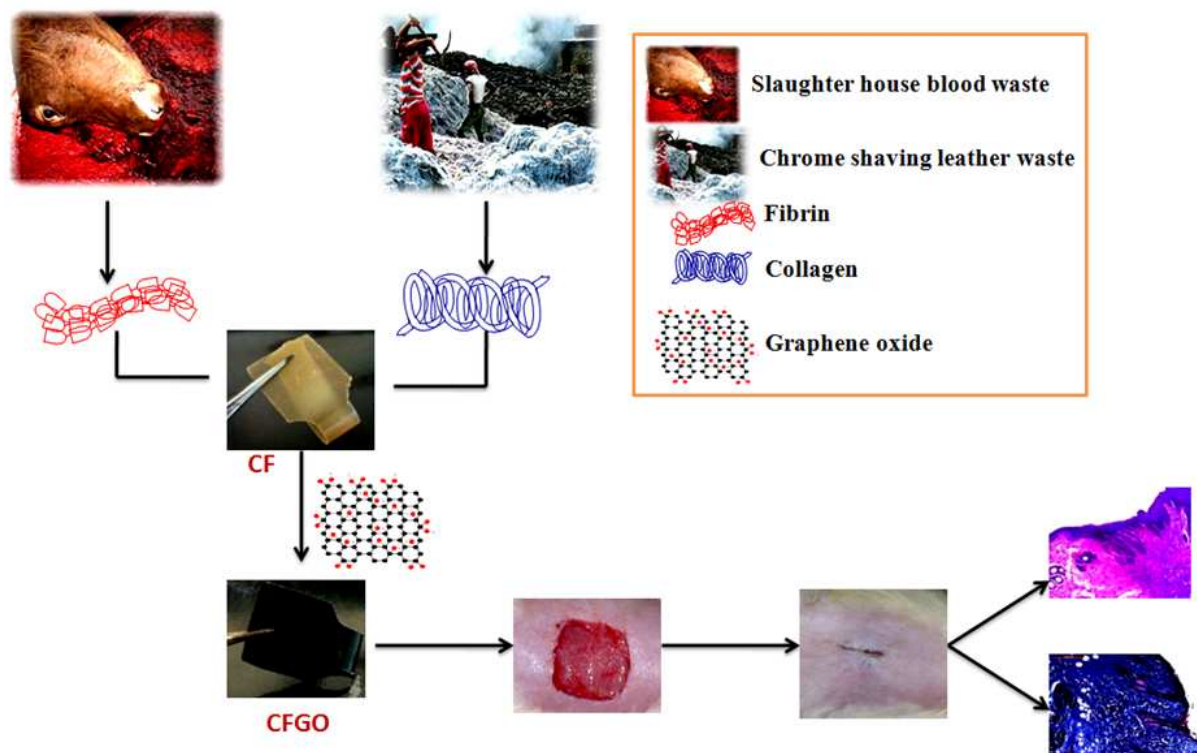 Slaughter house blood waste
Chrome shaving leather waste
Fibrin
Collagen
Graphene oxide
CF
CFGO